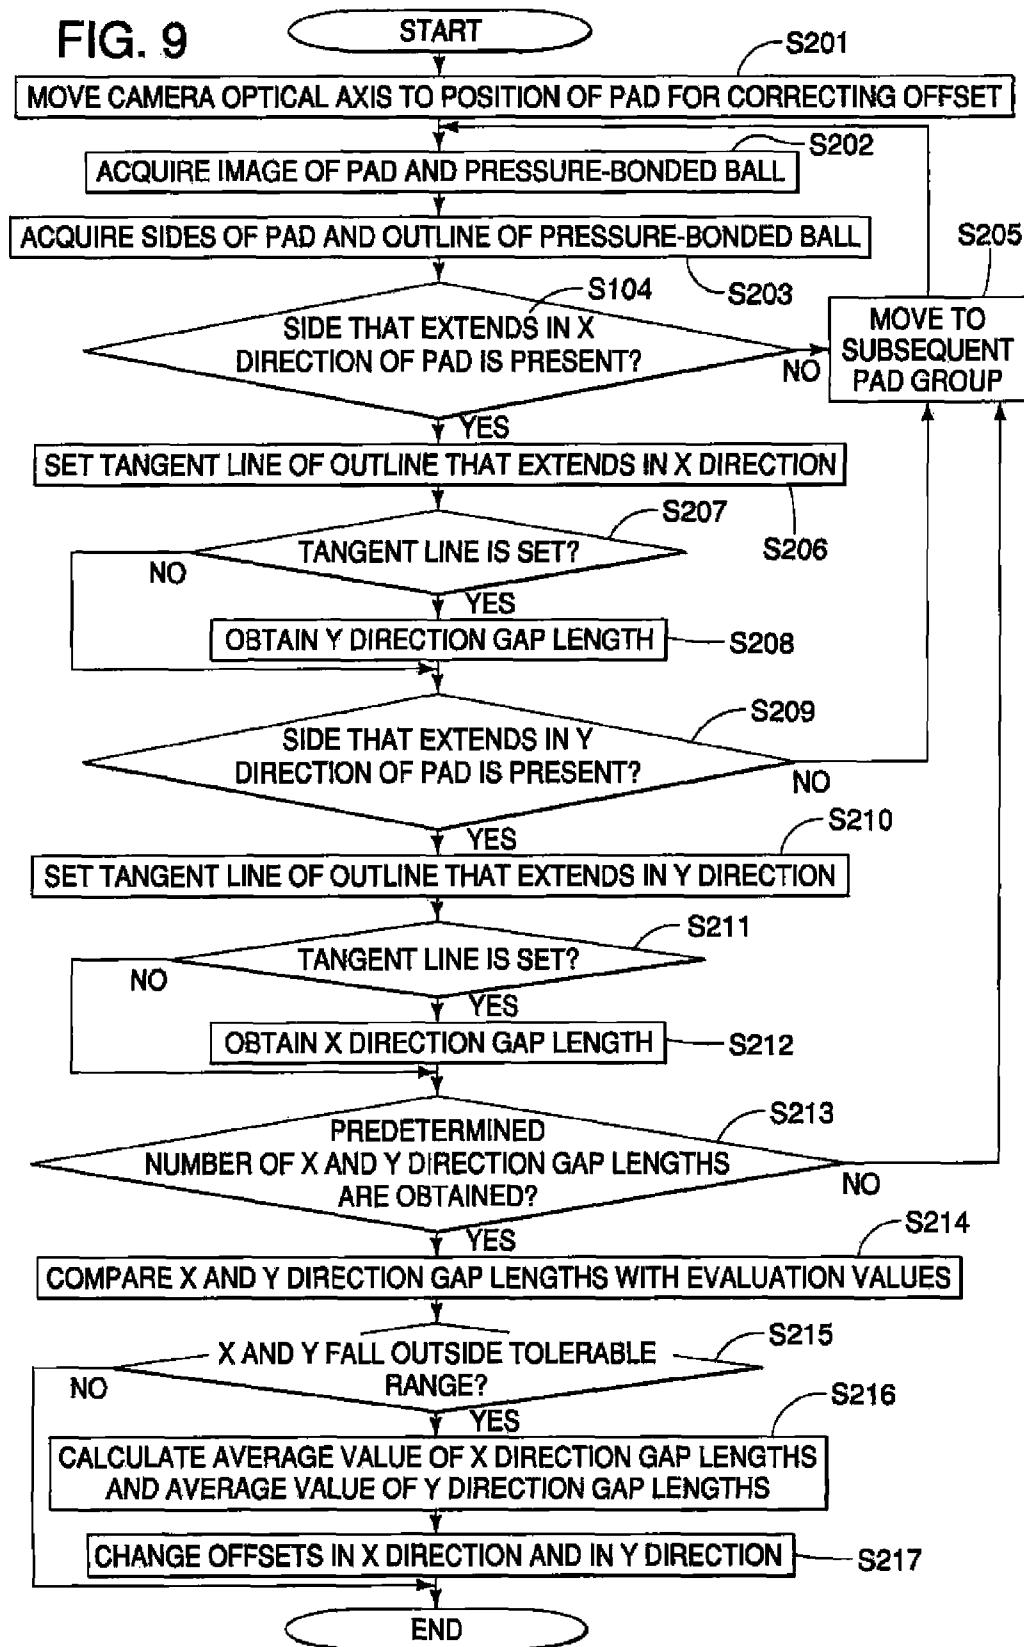 FIG. 9
START
S201
MOVE CAMERA OPTICAL AXIS TO POSITION OF PAD FOR CORRECTING OFFSET
S202
ACQUIRE IMAGE OF PAD AND PRESSURE-BONDED BALL
ACQUIRE SIDES OF PAD AND OUTLINE OF PRESSURE-BONDED BALL
S203
S205
MOVE TO
SUBSEQUENT
PAD GROUP
S104
SIDE THAT EXTENDS IN X
DIRECTION OF PAD IS PRESENT?
NO
YES
SET TANGENT LINE OF OUTLINE THAT EXTENDS IN X DIRECTION
S206
S207
TANGENT LINE IS SET?
NO
YES
OBTAIN Y DIRECTION GAP LENGTH
S208
S209
SIDE THAT EXTENDS IN Y
DIRECTION OF PAD IS PRESENT?
NO
YES
S210
SET TANGENT LINE OF OUTLINE THAT EXTENDS IN Y DIRECTION
S211
TANGENT LINE IS SET?
NO
YES
OBTAIN X DIRECTION GAP LENGTH
S212
S213
PREDETERMINED
NUMBER OF X AND Y DIRECTION GAP LENGTHS
ARE OBTAINED?
NO
YES
S214
COMPARE X AND Y DIRECTION GAP LENGTHS WITH EVALUATION VALUES
S215
X AND Y FALL OUTSIDE TOLERABLE
RANGE?
NO
YES
S216
CALCULATE AVERAGE VALUE OF X DIRECTION GAP LENGTHS
AND AVERAGE VALUE OF Y DIRECTION GAP LENGTHS
CHANGE OFFSETS IN X DIRECTION AND IN Y DIRECTION
S217
END